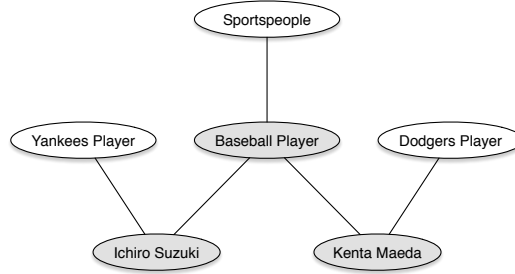 Sportspeople
Yankees Player
Baseball Player
Dodgers Player
Ichiro Suzuki
Kenta Maeda